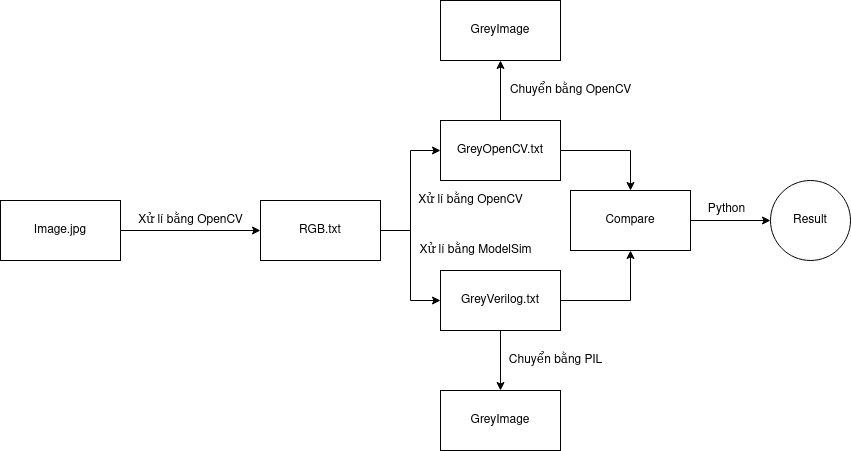 GreyImage
Chuyển bằng OpenCV
GreyOpenCV.txt
Xử lí bằng OpenCV
Image.jpg
Xử lí bằng OpenCV
RGB.txt
Compare
Python
Result
Xử lí bằng ModelSim
GreyVerilog.txt
Chuyển bằng PIL
GreyImage